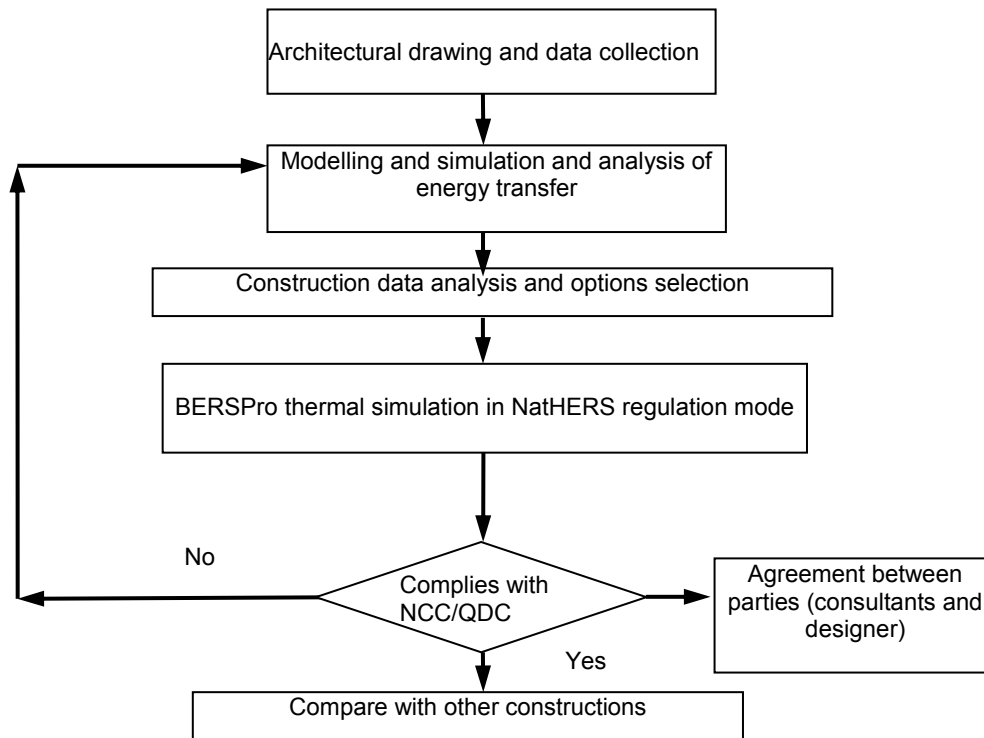 Architectural drawing and data collection
Modelling and simulation and analysis of
energy transfer
Construction data analysis and options selection
BERSPro thermal simulation in NatHERS regulation mode
No
Complies with
NCC/QDC
Agreement between
parties (consultants and
designer)
Yes
Compare with other constructions